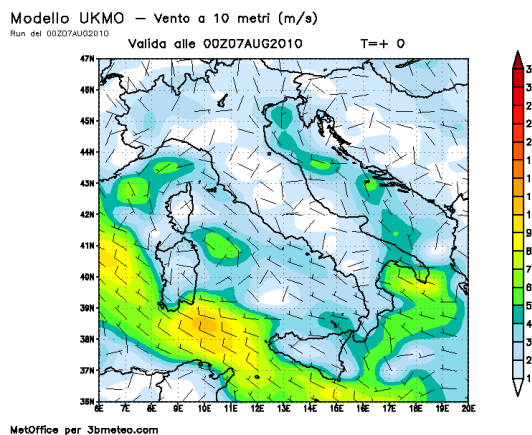 Modello UKMO – Vento a 10 metri (m/s)
Run del 00Z07AUG2010
Valida alle 00Z07AUG2010 T=+ 0
47N
46N
45N
44N
43N
42N
41N
40N
39N
38N
37N
36N
6E 7E 8E 9E 10E 11E 12E 13E 14E 15E 16E 17E 18E 19E 20E
9
8
7
6
5
4
3
2
1
MetOffice per 3bmeteo.com